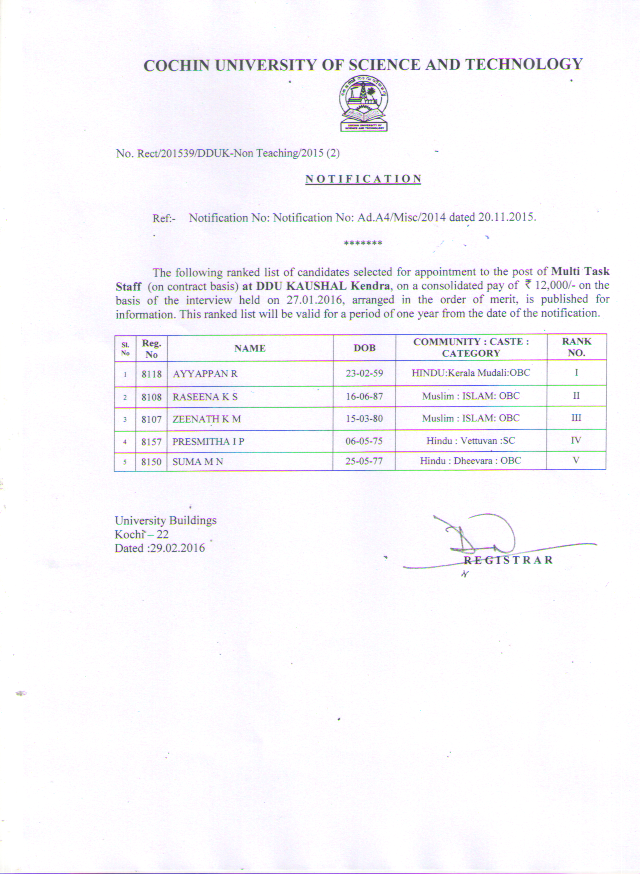 COCHIN UNIVERSITY OF SCIENCE AND TECHNOLOGY
COCHIN UNIVERSITY OF
SCIENCE AND TECHNOLOGY
No. Rect/201539/DDUK-Non Teaching/2015 (2)
NOTIFICATION
Ref:- Notification No: Notification No: Ad.A4/Misc/2014 dated 20.11.2015.
*******
The following ranked list of candidates selected for appointment to the post of Multi Task
Staff (on contract basis) at DDU KAUSHAL Kendra, on a consolidated pay of ₹ 12,000/- on the
basis of the interview held on 27.01.2016, arranged in the order of merit, is published for
information. This ranked list will be valid for a period of one year from the date of the notification.
Sl. No Reg. No NAME DOB COMMUNITY : CASTE : CATEGORY RANK NO.
1 8118 AYYAPPAN R 23-02-59 HINDU:Kerala Mudali:OBC I
2 8108 RASEENA K S 16-06-87 Muslim : ISLAM: OBC II
3 8107 ZEENATH K M 15-03-80 Muslim : ISLAM: OBC III
4 8157 PRESMITHA I P 06-05-75 Hindu : Vettuvan :SC IV
5 8150 SUMA M N 25-05-77 Hindu : Dheevara : OBC V
University Buildings
Kochi – 22
Dated :29.02.2016
REGISTRAR